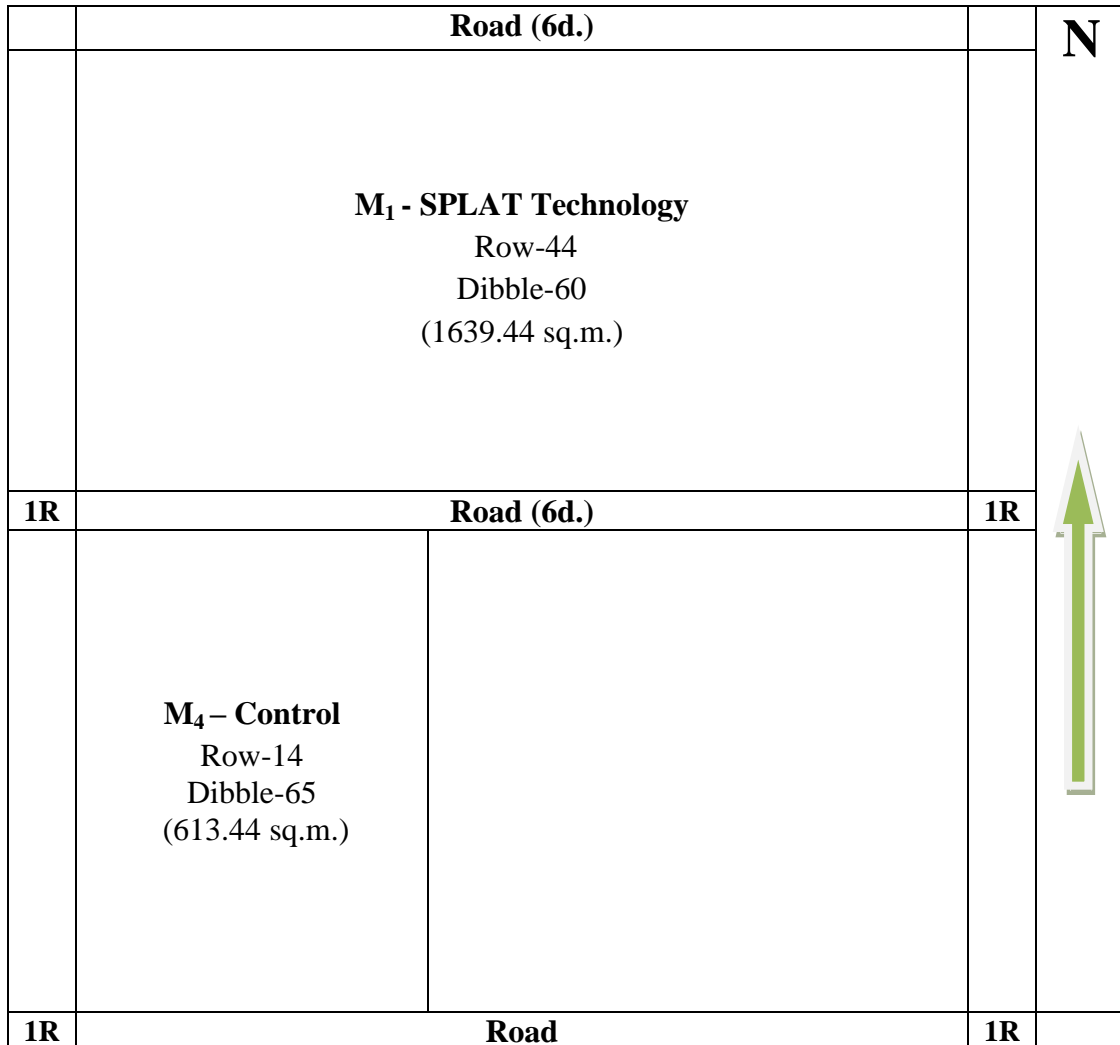 Road (6d.)
N
M₁ - SPLAT Technology
Row-44
Dibble-60
(1639.44 sq.m.)
1R Road (6d.) 1R
M₄ – Control
Row-14
Dibble-65
(613.44 sq.m.)
1R Road 1R